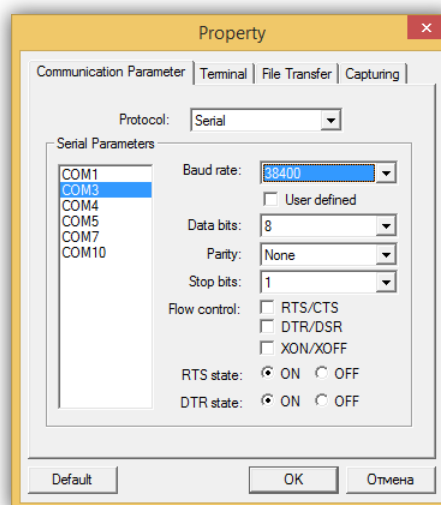 Property
Communication Parameter Terminal File Transfer Capturing
Protocol: Serial
Serial Parameters
COM1
COM3
COM4
COM5
COM7
COM10
Baud rate: 38400
User defined
Data bits: 8
Parity: None
Stop bits: 1
Flow control: RTS/CTS
DTR/DSR
XON/XOFF
RTS state: ON OFF
DTR state: ON OFF
Default OK Отмена